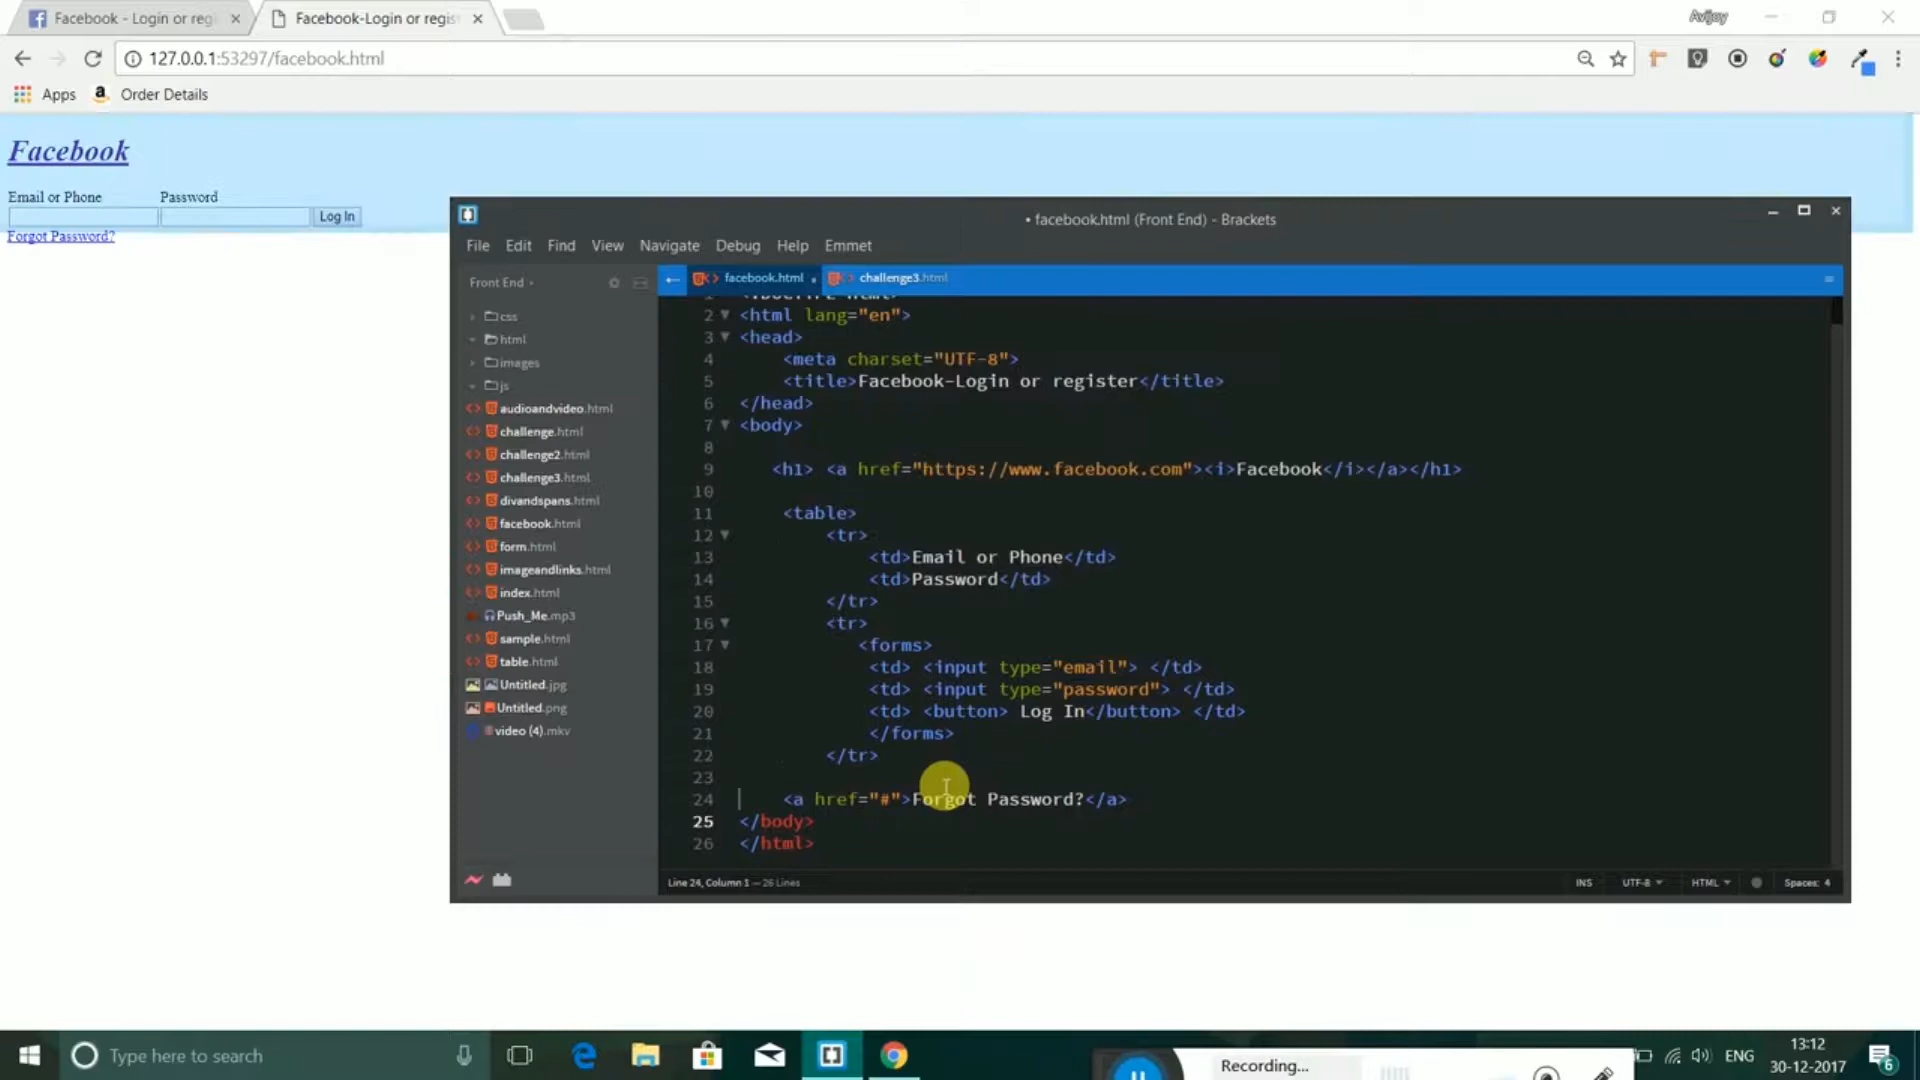 Facebook - Login or reg
Facebook-Login or regis
Avijoy
127.0.0.1:53297/facebook.html
Apps
Order Details
Facebook
Email or Phone Password
Log In
Forgot Password?
• facebook.html (Front End) - Brackets
File Edit Find View Navigate Debug Help Emmet
Front End
facebook.html
challenge3.html
css
html
images
js
audioandvideo.html
challenge.html
challenge2.html
challenge3.html
divandspans.html
facebook.html
form.html
imageandlinks.html
index.html
Push_Me.mp3
sample.html
table.html
Untitled.jpg
Untitled.png
video (4).mkv
2 <html lang="en">
3 <head>
4 <meta charset="UTF-8">
5 <title>Facebook-Login or register</title>
6 </head>
7 <body>
8
9 <h1> <a href="https://www.facebook.com"><i>Facebook</i></a></h1>
10
11 <table>
12 <tr>
13 <td>Email or Phone</td>
14 <td>Password</td>
15 </tr>
16 <tr>
17 <forms>
18 <td> <input type="email"> </td>
19 <td> <input type="password"> </td>
20 <td> <button> Log In</button> </td>
21 </forms>
22 </tr>
23
24 <a href="#">Forgot Password?</a>
25 </body>
26 </html>
Line 24, Column 1 — 26 Lines
INS UTF-8 HTML Spaces: 4
Type here to search
Recording...
ENG
13:12
30-12-2017
6